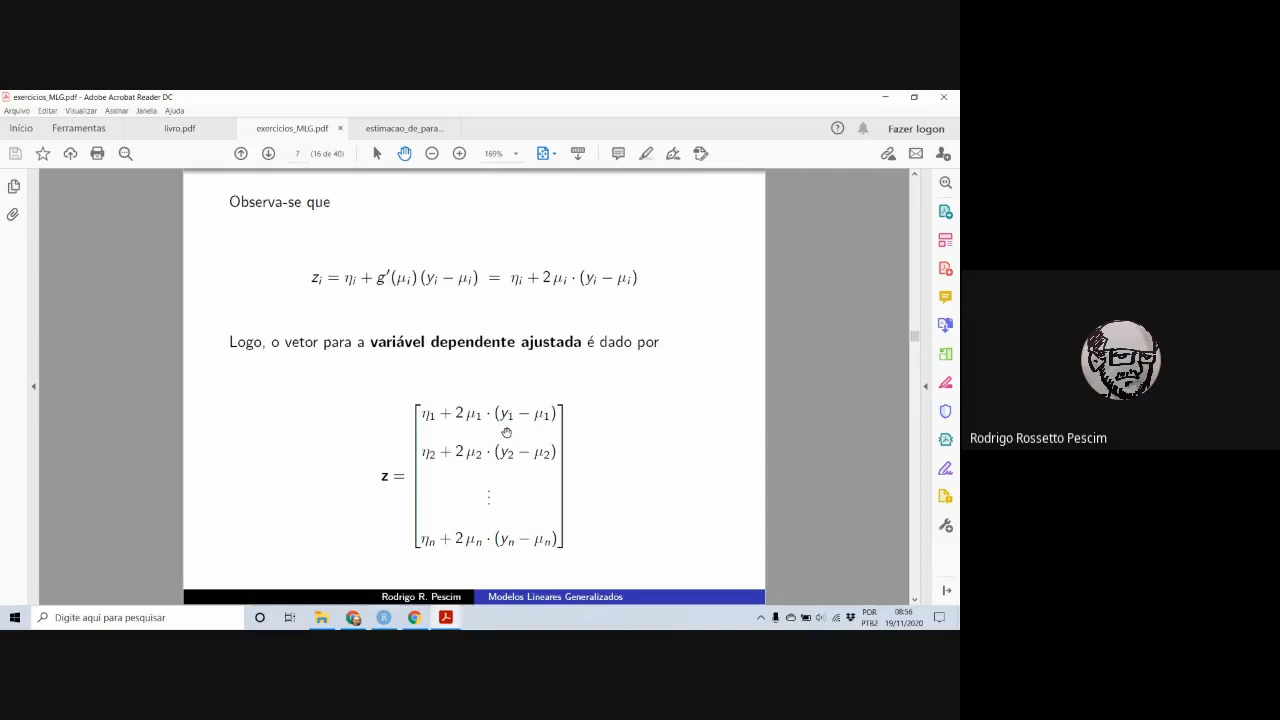 exercicios_MLG.pdf - Adobe Acrobat Reader DC
Arquivo Editar Visualizar Assinar Janela Ajuda
Início Ferramentas livro.pdf exercicios_MLG.pdf × estimacao_de_para... Fazer logon
7 (16 de 40) 169%
Observa-se que
zᵢ = ηᵢ + g′(μᵢ) (yᵢ − μᵢ) = ηᵢ + 2 μᵢ · (yᵢ − μᵢ)
Logo, o vetor para a variável dependente ajustada é dado por
η₁ + 2 μ₁ · (y₁ − μ₁)
η₂ + 2 μ₂ · (y₂ − μ₂)
z =
⋮
ηₙ + 2 μₙ · (yₙ − μₙ)
Rodrigo R. Pescim Modelos Lineares Generalizados
Rodrigo Rossetto Pescim
Digite aqui para pesquisar
POR 08:56
PTB2 19/11/2020